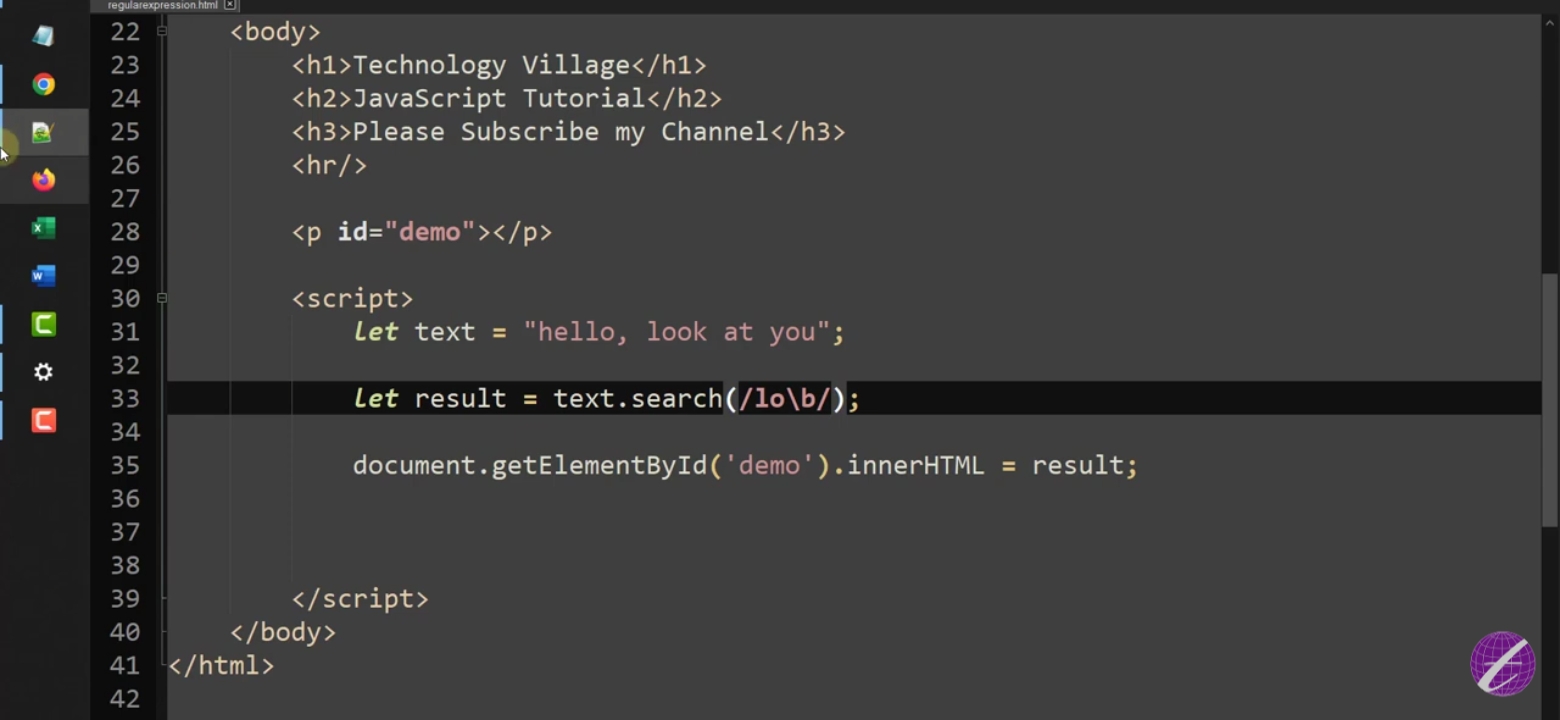 regularexpression.html
22 <body>
23 <h1>Technology Village</h1>
24 <h2>JavaScript Tutorial</h2>
25 <h3>Please Subscribe my Channel</h3>
26 <hr/>
27
28 <p id="demo"></p>
29
30 <script>
31 let text = "hello, look at you";
32
33 let result = text.search(/lo\b/);
34
35 document.getElementById('demo').innerHTML = result;
36
37
38
39 </script>
40 </body>
41 </html>
42